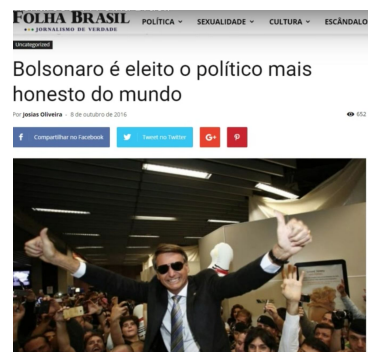 FOLHA BRASIL
JORNALISMO DE VERDADE
POLÍTICA
SEXUALIDADE
CULTURA
ESCÂNDALO
Uncategorized
Bolsonaro é eleito o político mais
honesto do mundo
Por Josias Oliveira - 8 de outubro de 2016
652
f Compartilhar no Facebook
Tweet no Twitter
G+